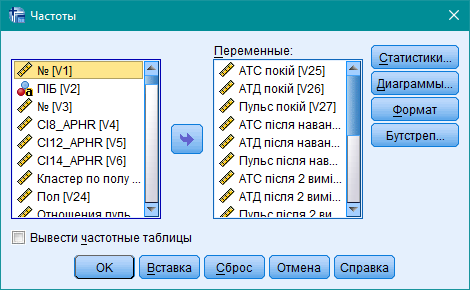 Частоты
Переменные:
№ [V1]
ПІБ [V2]
№ [V3]
CI8_APHR [V4]
CI12_APHR [V5]
CI14_APHR [V6]
Кластер по полу ...
Пол [V24]
Отношения пуль...
АТС покій [V25]
АТД покій [V26]
Пульс покій [V27]
АТС після наван...
АТД після наван...
Пульс після нав...
АТС після 2 вимі...
АТД після 2 вимі...
Пульс після 2 ви...
Статистики...
Диаграммы...
Формат
Бутстреп...
Вывести частотные таблицы
OK
Вставка
Сброс
Отмена
Справка